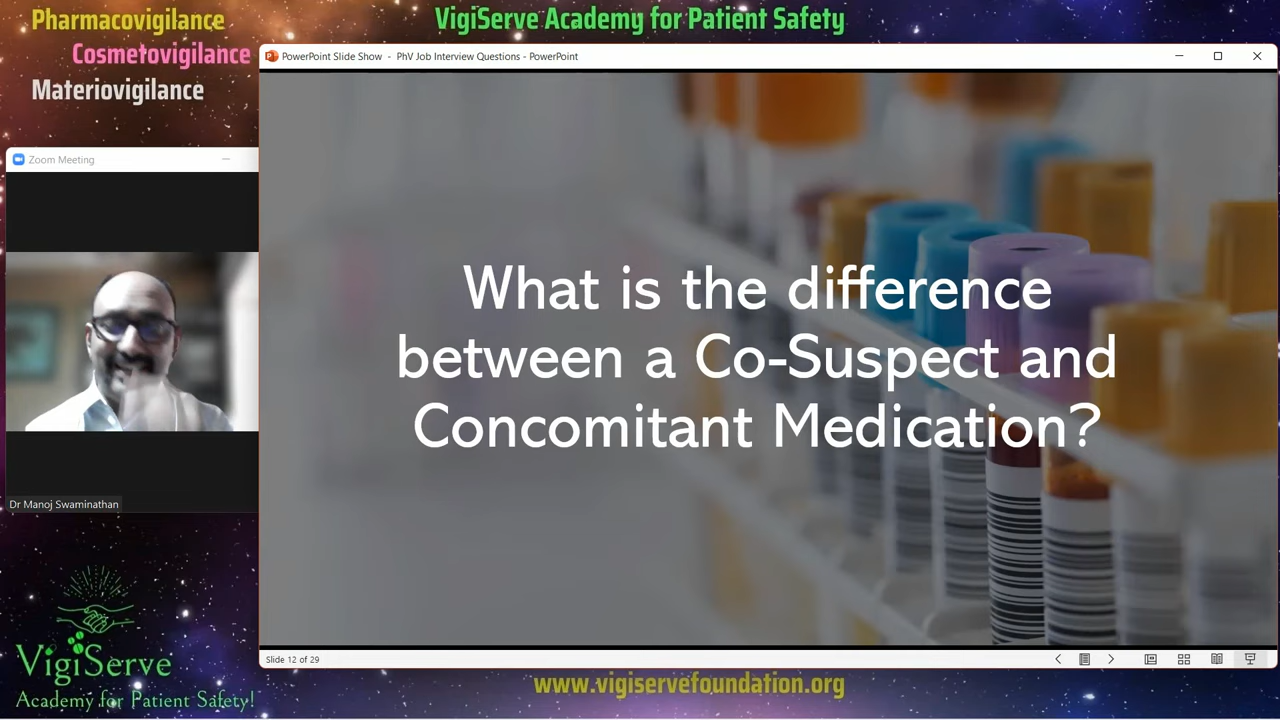 Pharmacovigilance
Cosmetovigilance
Materiovigilance
VigiServe Academy for Patient Safety
PowerPoint Slide Show - PhV Job Interview Questions - PowerPoint
Zoom Meeting
What is the difference
between a Co-Suspect and
Concomitant Medication?
Dr Manoj Swaminathan
VigiServe
Academy for Patient Safety!
Slide 12 of 29
www.vigiservefoundation.org